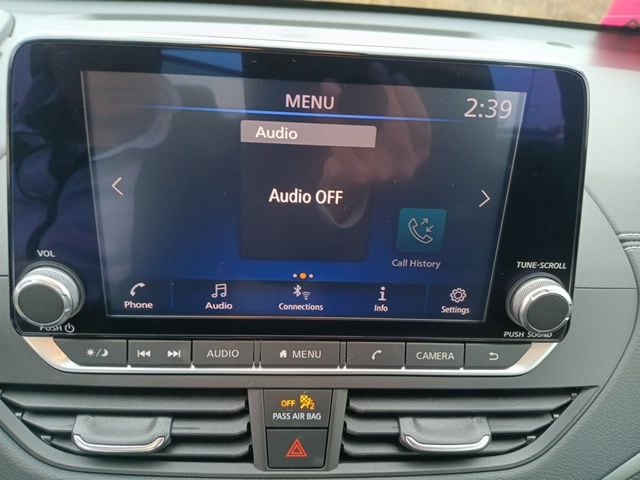 MENU
2:39
Audio
Audio OFF
Call History
VOL
TUNE·SCROLL
Phone
Audio
Connections
Info
Settings
PUSH
PUSH SOUND
AUDIO
MENU
CAMERA
OFF
2
PASS AIR BAG